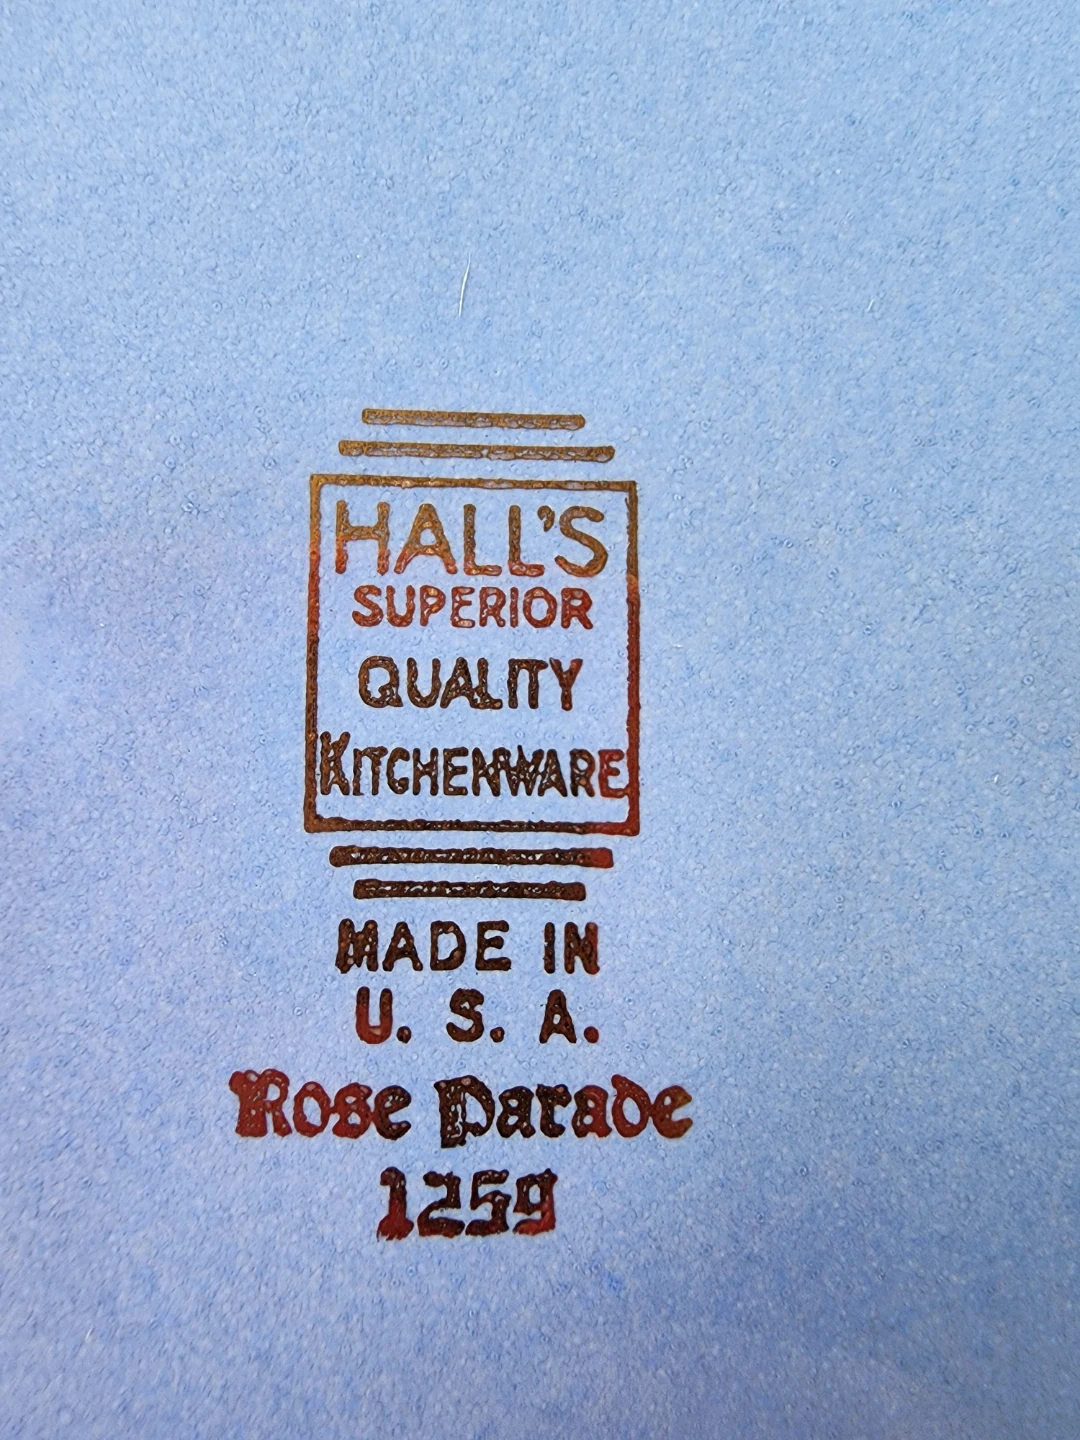 HALL'S
SUPERIOR
QUALITY
KITCHENWARE
MADE IN
U. S. A.
Rose Parade
1259